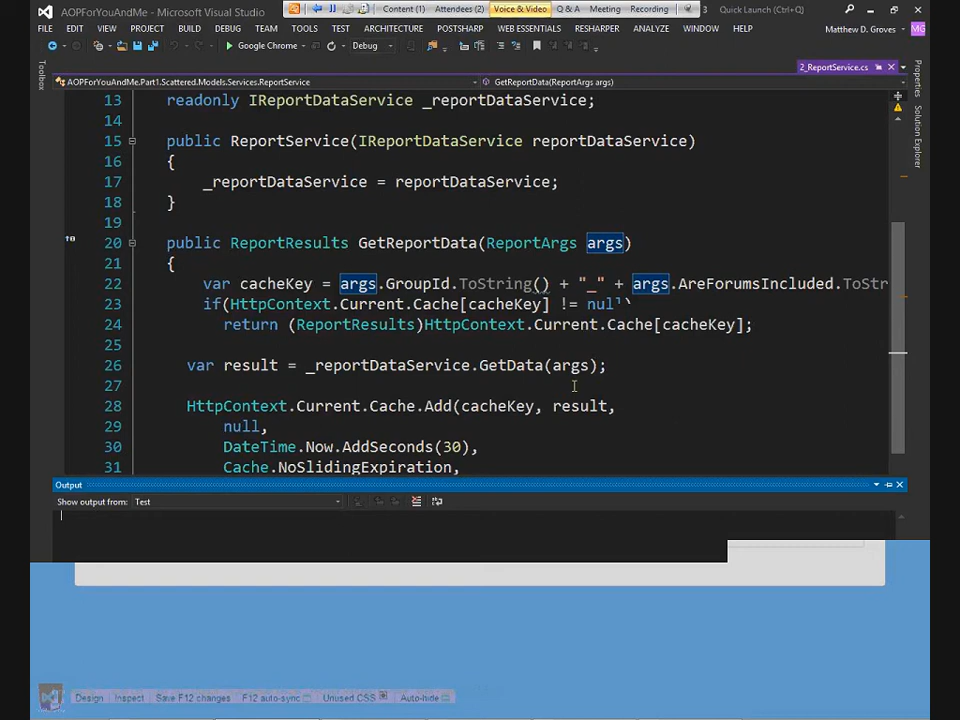 AOPForYouAndMe - Microsoft Visual Studio
Content (1) Attendees (2) Voice & Video Q & A Meeting Recording 3 Quick Launch (Ctrl+Q)
FILE EDIT VIEW PROJECT BUILD DEBUG TEAM TOOLS TEST ARCHITECTURE POSTSHARP WEB ESSENTIALS RESHARPER ANALYZE WINDOW HELP Matthew D. Groves MG
Google Chrome Debug
Toolbox
2_ReportService.cs
AOPForYouAndMe.Part1.Scattered.Models.Services.ReportService GetReportData(ReportArgs args)
Properties
Solution Explorer
13 readonly IReportDataService _reportDataService;
14
15 public ReportService(IReportDataService reportDataService)
16 {
17 _reportDataService = reportDataService;
18 }
19
20 public ReportResults GetReportData(ReportArgs args)
21 {
22 var cacheKey = args.GroupId.ToString() + "_" + args.AreForumsIncluded.ToStr
23 if(HttpContext.Current.Cache[cacheKey] !=
24 return (ReportResults)HttpContext.Current.Cache[cacheKey];
25
26 var result = _reportDataService.GetData(args);
27
28 HttpContext.Current.Cache.Add(cacheKey, result,
29 null,
30 DateTime.Now.AddSeconds(30),
31 Cache.NoSlidingExpiration,
Output
Show output from: Test
Design Inspect Save F12 changes F12 auto-sync Unused CSS Auto-hide